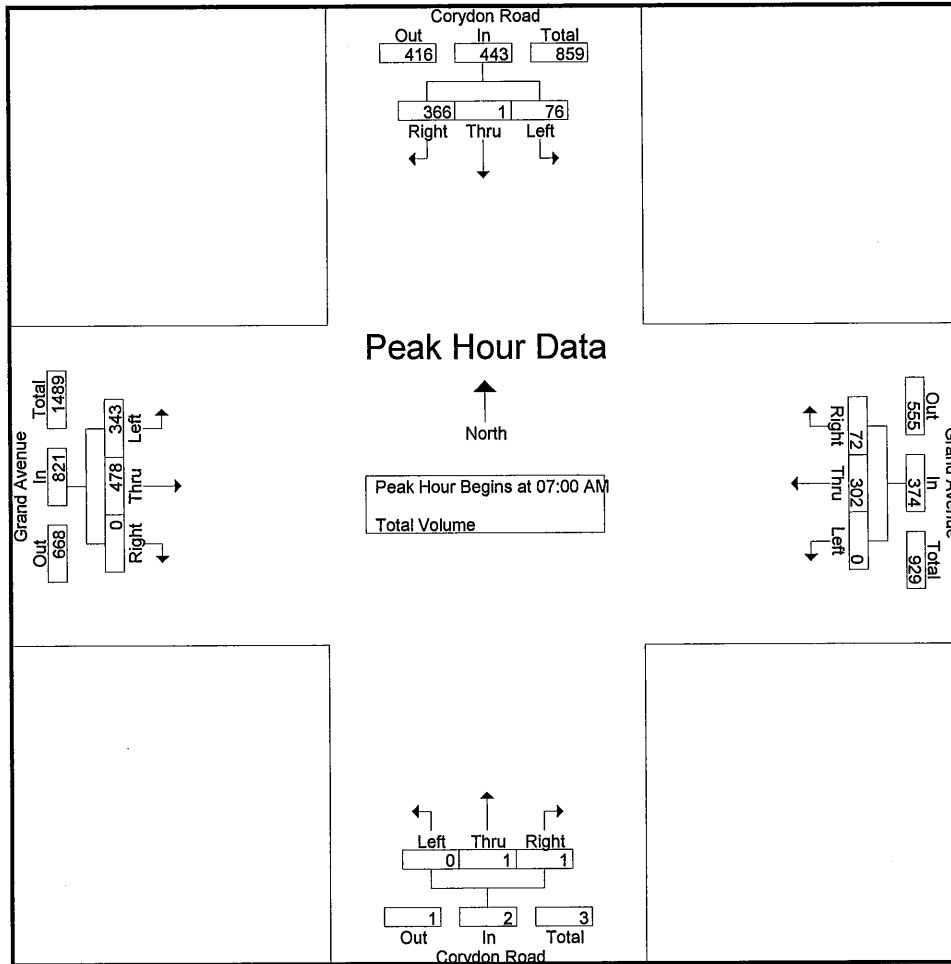 Corydon Road
Out In Total
416 443 859
366 1 76
Right Thru Left
Peak Hour Data
North
Peak Hour Begins at 07:00 AM
Total Volume
Grand Avenue
Total In Out
1489 821 668
343 478 0
Left Thru Right
Grand Avenue
Out In Total
555 374 929
72 302 0
Right Thru Left
Left Thru Right
0 1 1
1 2 3
Out In Total
Corydon Road